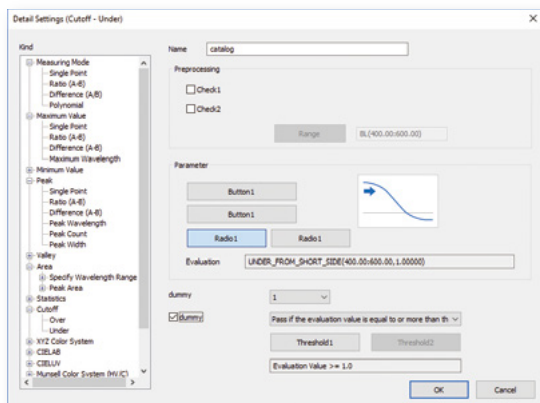 Detail Settings (Cutoff - Under)
Kind
Measuring Mode
Single Point
Ratio (A-B)
Difference (A/B)
Polynomial
Maximum Value
Single Point
Ratio (A-B)
Difference (A-B)
Maximum Wavelength
Minimum Value
Peak
Single Point
Ratio (A-B)
Difference (A-B)
Peak Wavelength
Peak Count
Peak Width
Valley
Area
Specify Wavelength Range
Peak Area
Statistics
Cutoff
Over
Under
XYZ Color System
CIELAB
CIELUV
Munsell Color System (HV/C)
Name catalog
Preprocessing
Check1
Check2
Range BL(400.00:600.00)
Parameter
Button1
Button1
Radio1 Radio1
Evaluation UNDER_FROM_SHORT_SIDE(400.00:600.00,1.00000)
dummy 1
dummy Pass if the evaluation value is equal to or more than th
Threshold1 Threshold2
Evaluation Value >= 1.0
OK Cancel